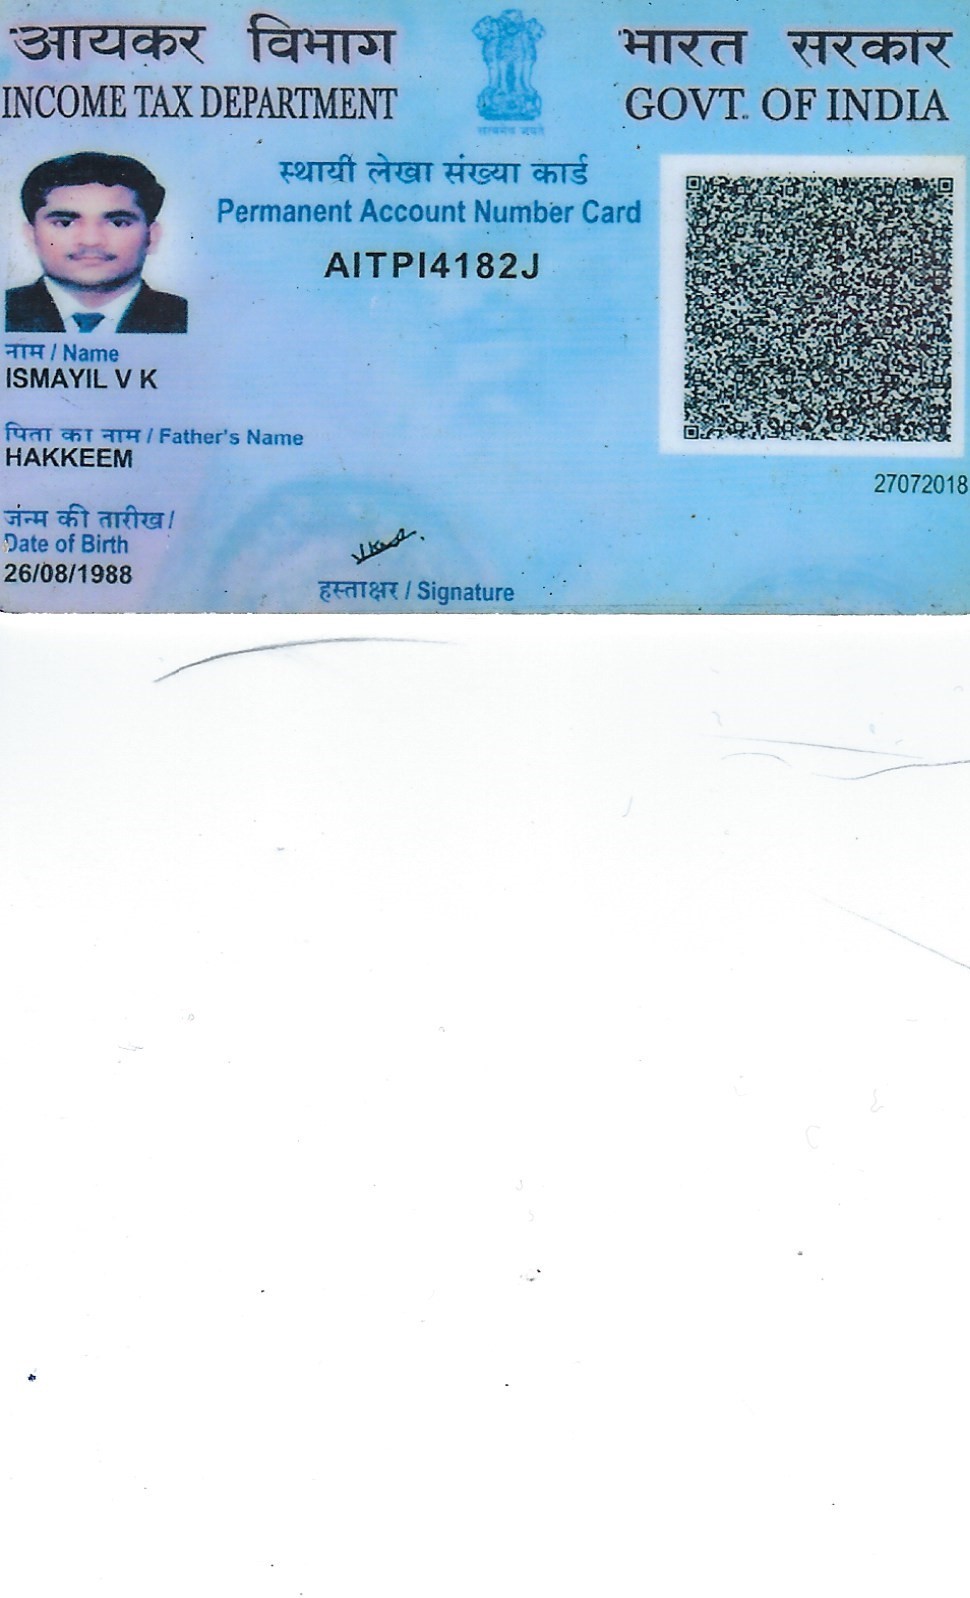 आयकर विभाग
INCOME TAX DEPARTMENT
भारत सरकार
GOVT. OF INDIA
सत्यमेव जयते
स्थायी लेखा संख्या कार्ड
Permanent Account Number Card
AITPI4182J
नाम / Name
ISMAYIL V K
पिता का नाम / Father's Name
HAKKEEM
27072018
जन्म की तारीख /
Date of Birth
26/08/1988
हस्ताक्षर / Signature